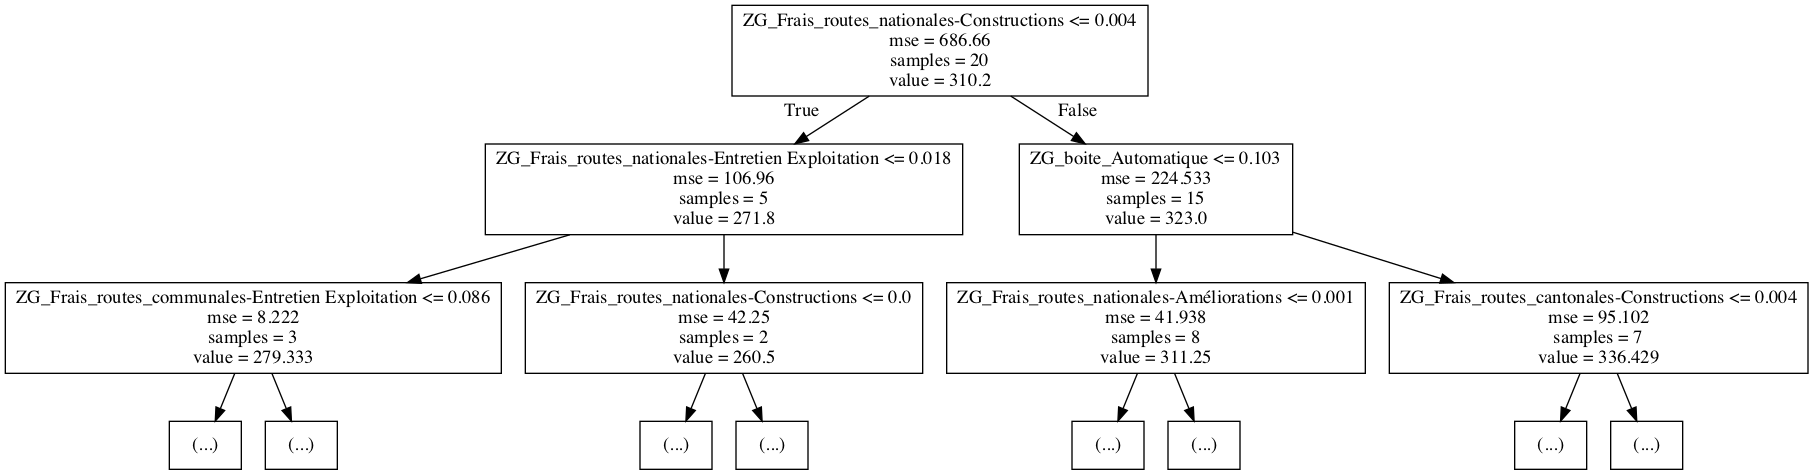 ZG_Frais_routes_nationales-Constructions <= 0.004
mse = 686.66
samples = 20
value = 310.2
True
False
ZG_Frais_routes_nationales-Entretien Exploitation <= 0.018
mse = 106.96
samples = 5
value = 271.8
ZG_boite_Automatique <= 0.103
mse = 224.533
samples = 15
value = 323.0
ZG_Frais_routes_communales-Entretien Exploitation <= 0.086
mse = 8.222
samples = 3
value = 279.333
ZG_Frais_routes_nationales-Constructions <= 0.0
mse = 42.25
samples = 2
value = 260.5
ZG_Frais_routes_nationales-Améliorations <= 0.001
mse = 41.938
samples = 8
value = 311.25
ZG_Frais_routes_cantonales-Constructions <= 0.004
mse = 95.102
samples = 7
value = 336.429
(...)
(...)
(...)
(...)
(...)
(...)
(...)
(...)